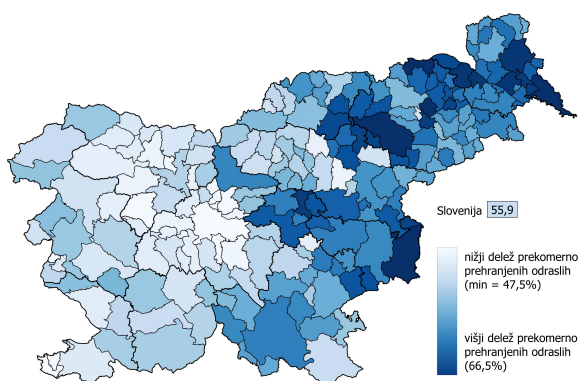 Slovenija 55,9
nižji delež prekomerno
prehranjenih odraslih
(min = 47,5%)
višji delež prekomerno
prehranjenih odraslih
(66,5%)